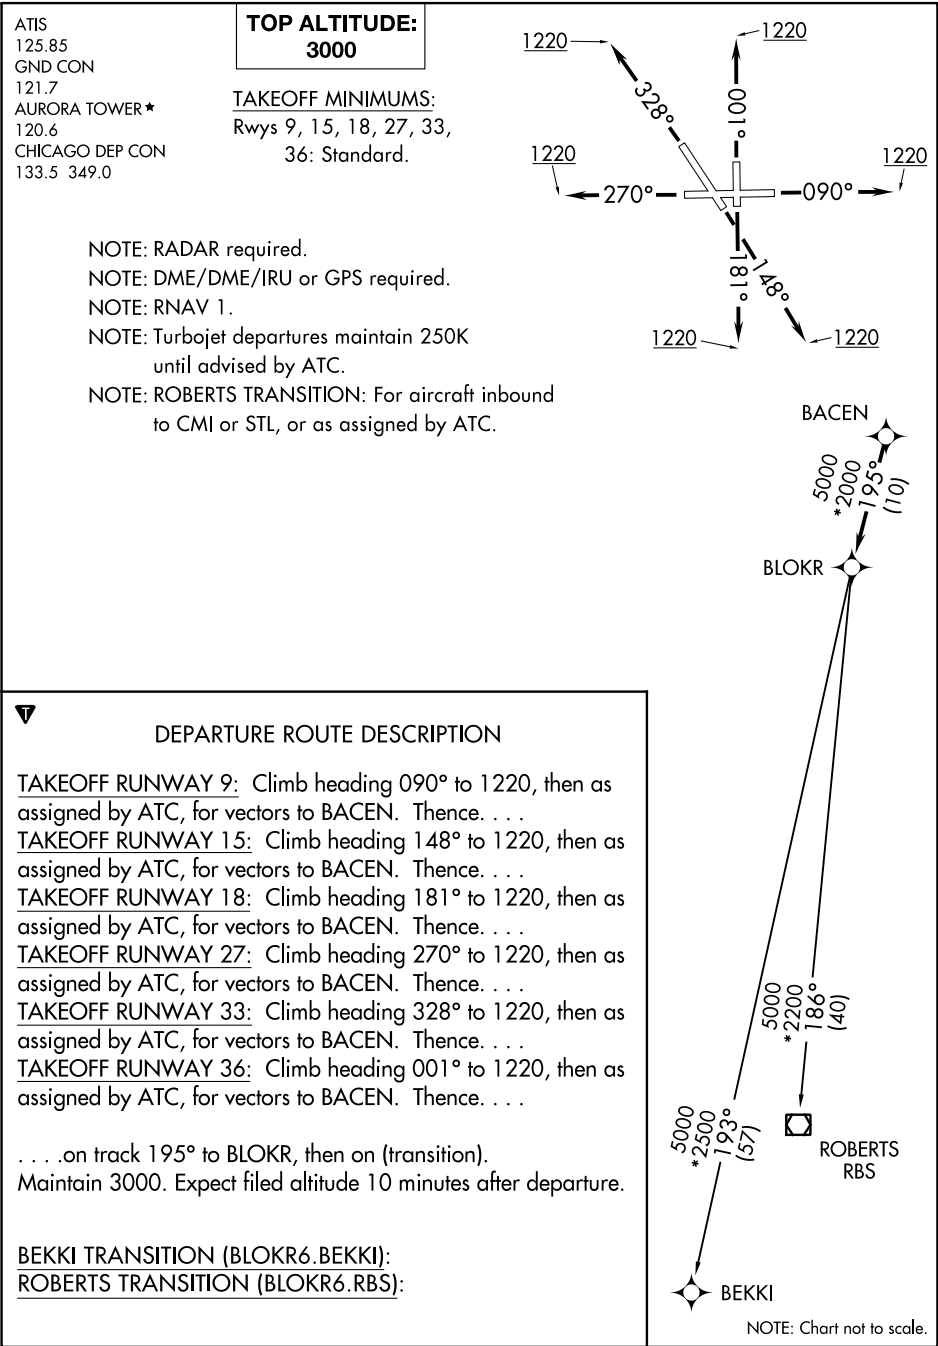 ATIS
125.85
GND CON
121.7
AURORA TOWER★
120.6
CHICAGO DEP CON
133.5 349.0
TOP ALTITUDE:
3000
TAKEOFF MINIMUMS:
Rwys 9, 15, 18, 27, 33,
36: Standard.
1220
328°
1220
001°
1220
270°
1220
090°
1220
181°
1220
148°
NOTE: RADAR required.
NOTE: DME/DME/IRU or GPS required.
NOTE: RNAV 1.
NOTE: Turbojet departures maintain 250K
until advised by ATC.
NOTE: ROBERTS TRANSITION: For aircraft inbound
to CMI or STL, or as assigned by ATC.
BACEN
5000
*2000
195°
(10)
BLOKR
5000
*2200
186°
(40)
5000
*2500
193°
(57)
ROBERTS
RBS
BEKKI
NOTE: Chart not to scale.
T
DEPARTURE ROUTE DESCRIPTION
TAKEOFF RUNWAY 9: Climb heading 090° to 1220, then as
assigned by ATC, for vectors to BACEN. Thence. . . .
TAKEOFF RUNWAY 15: Climb heading 148° to 1220, then as
assigned by ATC, for vectors to BACEN. Thence. . . .
TAKEOFF RUNWAY 18: Climb heading 181° to 1220, then as
assigned by ATC, for vectors to BACEN. Thence. . . .
TAKEOFF RUNWAY 27: Climb heading 270° to 1220, then as
assigned by ATC, for vectors to BACEN. Thence. . . .
TAKEOFF RUNWAY 33: Climb heading 328° to 1220, then as
assigned by ATC, for vectors to BACEN. Thence. . . .
TAKEOFF RUNWAY 36: Climb heading 001° to 1220, then as
assigned by ATC, for vectors to BACEN. Thence. . . .
. . . .on track 195° to BLOKR, then on (transition).
Maintain 3000. Expect filed altitude 10 minutes after departure.
BEKKI TRANSITION (BLOKR6.BEKKI):
ROBERTS TRANSITION (BLOKR6.RBS):